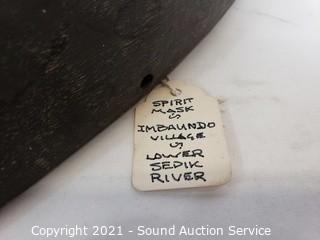 SPIRIT
MASK
IMBAUNDO
VILLAGE
LOWER
SEPIK
RIVER
Copyright 2021 - Sound Auction Service